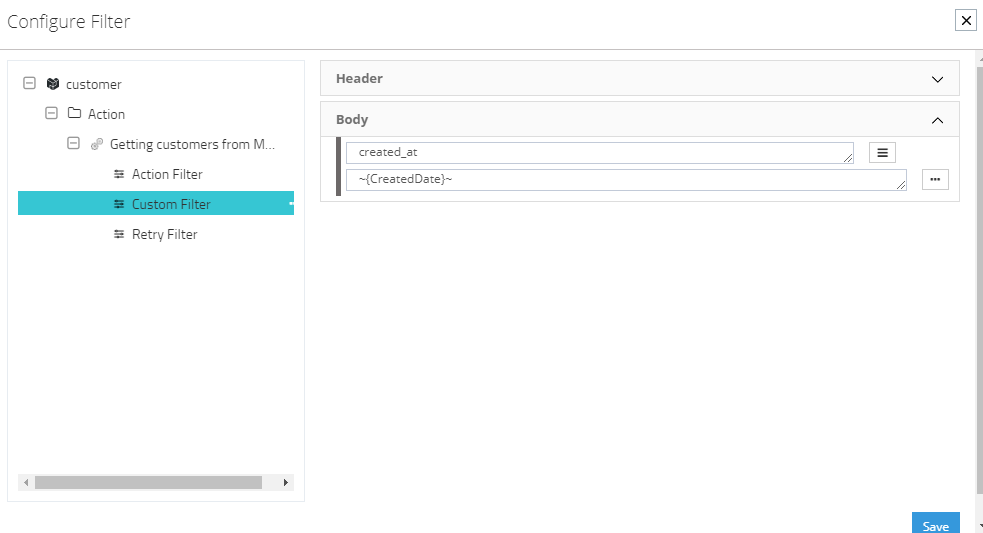 Configure Filter
customer
Action
Getting customers from M...
Action Filter
Custom Filter
Retry Filter
Header
Body
created_at
~{CreatedDate}~
Save